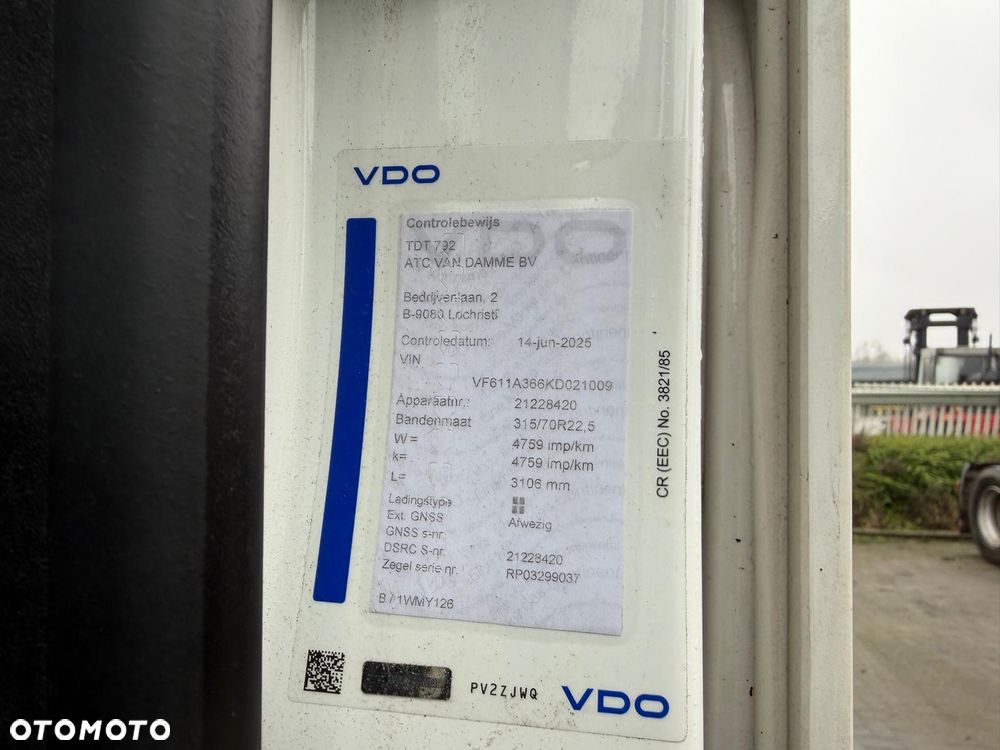 VDO
Controlebewijs
TDT 792
ATC VAN DAMME BV
Bedrijvenlaan, 2
B-9080 Lochristi
Controledatum: 14-jun-2025
VIN
VF611A366KD021009
Apparaatnr.: 21228420
Bandenmaat 315/70R22,5
W= 4759 imp/km
k= 4759 imp/km
L= 3106 mm
Ladingstype
Ext. GNSS Afwezig
GNSS s-nr.
DSRC S-nr. 21228420
Zegel serie nr. RP03299037
B / 1WMY126
CR (EEC) No. 3821/85
PV2ZJWQ
VDO
OTOMOTO